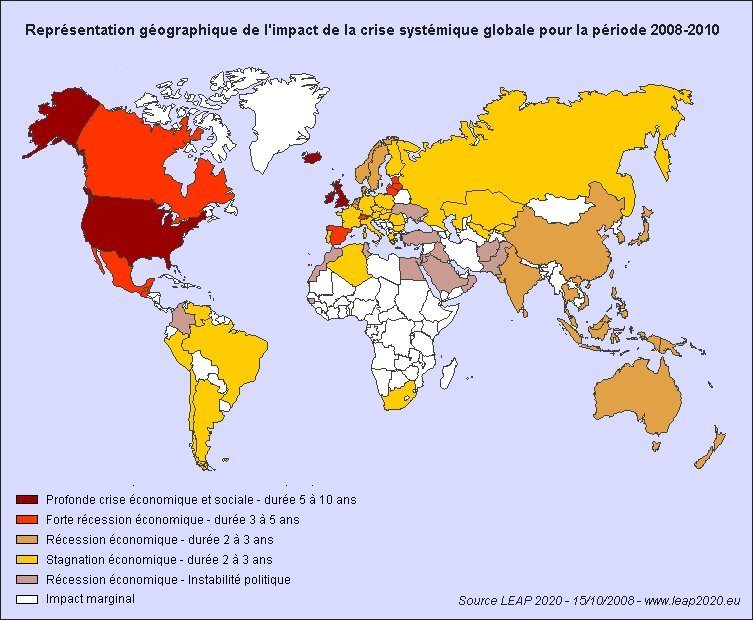 Représentation géographique de l'impact de la crise systémique globale pour la période 2008-2010
Profonde crise économique et sociale - durée 5 à 10 ans
Forte récession économique - durée 3 à 5 ans
Récession économique - durée 2 à 3 ans
Stagnation économique - durée 2 à 3 ans
Récession économique - Instabilité politique
Impact marginal
Source LEAP 2020 - 15/10/2008 - www.leap2020.eu